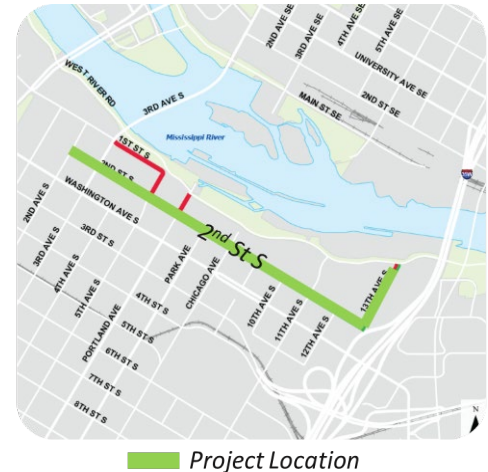 2ND AVE SE
3RD AVE SE
4TH AVE SE
5TH AVE SE
UNIVERSITY AVE SE
2ND ST SE
MAIN ST SE
WEST RIVER RD
3RD AVE S
Mississippi River
1ST ST S
2ND ST S
WASHINGTON AVE S
2nd St S
2ND AVE S
3RD AVE S
4TH AVE S
5TH AVE S
PORTLAND AVE
PARK AVE
CHICAGO AVE
10TH AVE S
11TH AVE S
12TH AVE S
13TH AVE S
3RD ST S
4TH ST S
5TH ST S
6TH ST S
7TH ST S
8TH ST S
N
Project Location